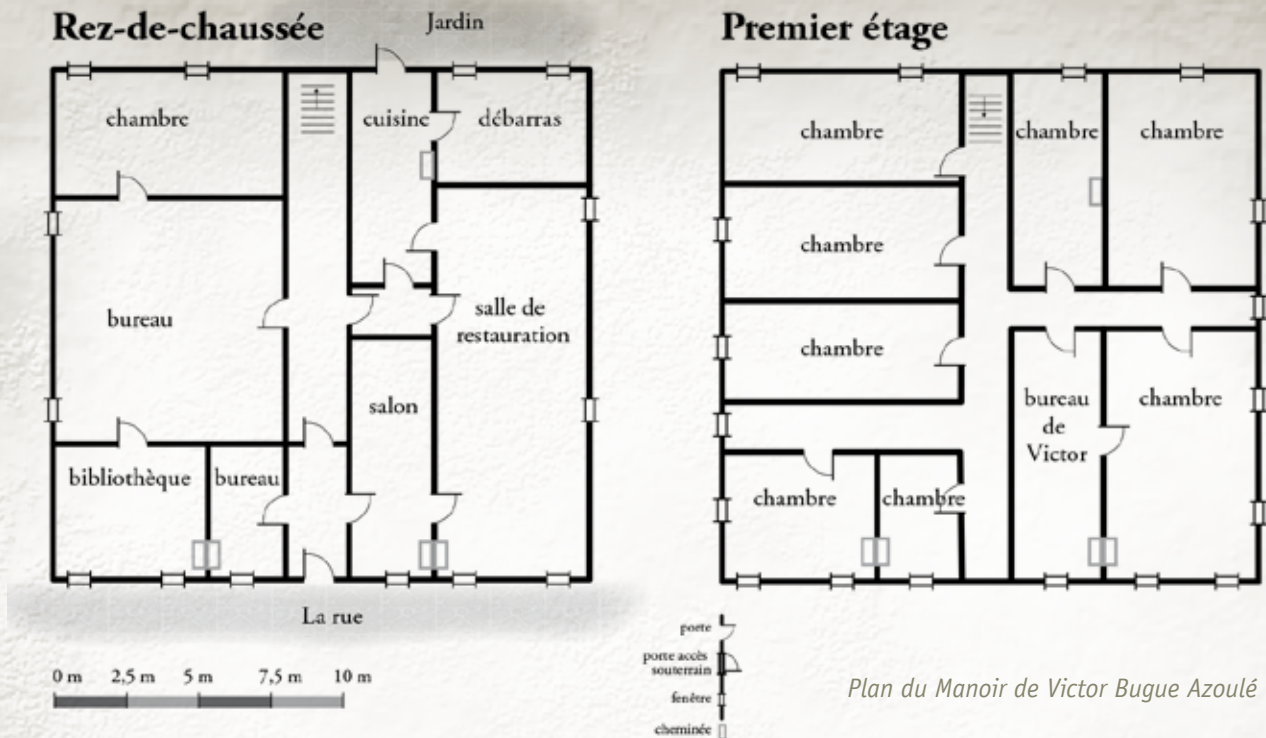 Rez-de-chaussée
Jardin
chambre
cuisine
débarras
bureau
salle de
restauration
salon
bibliothèque
bureau
La rue
0 m 2,5 m 5 m 7,5 m 10 m
Premier étage
chambre
chambre
chambre
chambre
chambre
bureau
de
Victor
chambre
chambre
chambre
porte
porte accès
souterrain
fenêtre
cheminée
Plan du Manoir de Victor Bugue Azoulé